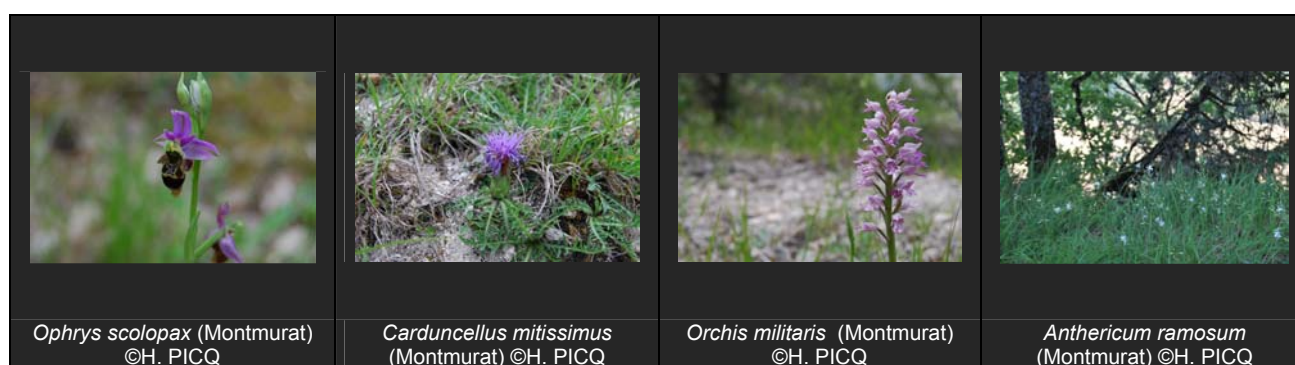 Ophrys scolopax (Montmurat)
©H. PICQ
Carduncellus mitissimus
(Montmurat) ©H. PICQ
Orchis militaris (Montmurat)
©H. PICQ
Anthericum ramosum
(Montmurat) ©H. PICQ